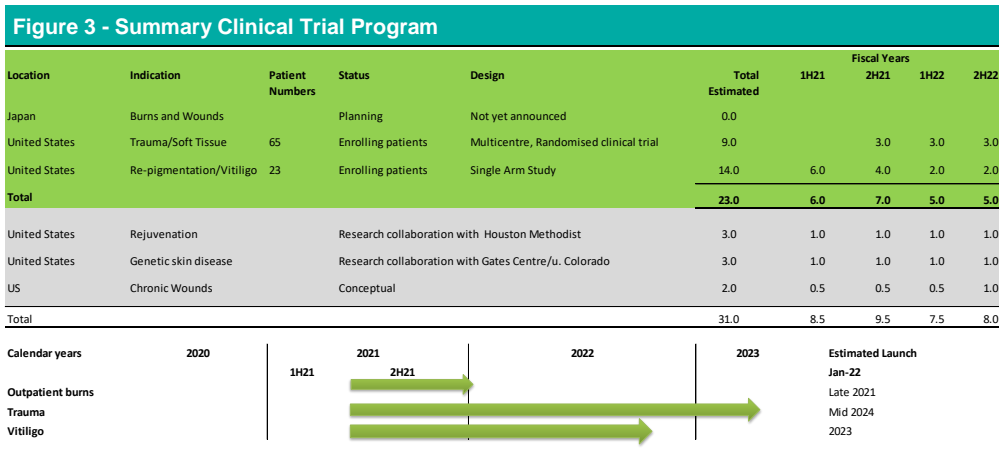 Figure 3 - Summary Clinical Trial Program
Fiscal Years
Location Indication Patient Numbers Status Design Total Estimated 1H21 2H21 1H22 2H22
Japan Burns and Wounds Planning Not yet announced 0.0
United States Trauma/Soft Tissue 65 Enrolling patients Multicentre, Randomised clinical trial 9.0 3.0 3.0 3.0
United States Re-pigmentation/Vitiligo 23 Enrolling patients Single Arm Study 14.0 6.0 4.0 2.0 2.0
Total 23.0 6.0 7.0 5.0 5.0
United States Rejuvenation Research collaboration with Houston Methodist 3.0 1.0 1.0 1.0 1.0
United States Genetic skin disease Research collaboration with Gates Centre/u. Colorado 3.0 1.0 1.0 1.0 1.0
US Chronic Wounds Conceptual 2.0 0.5 0.5 0.5 1.0
Total 31.0 8.5 9.5 7.5 8.0
Calendar years 2020 2021 2022 2023 Estimated Launch
1H21 2H21 Jan-22
Outpatient burns Late 2021
Trauma Mid 2024
Vitiligo 2023